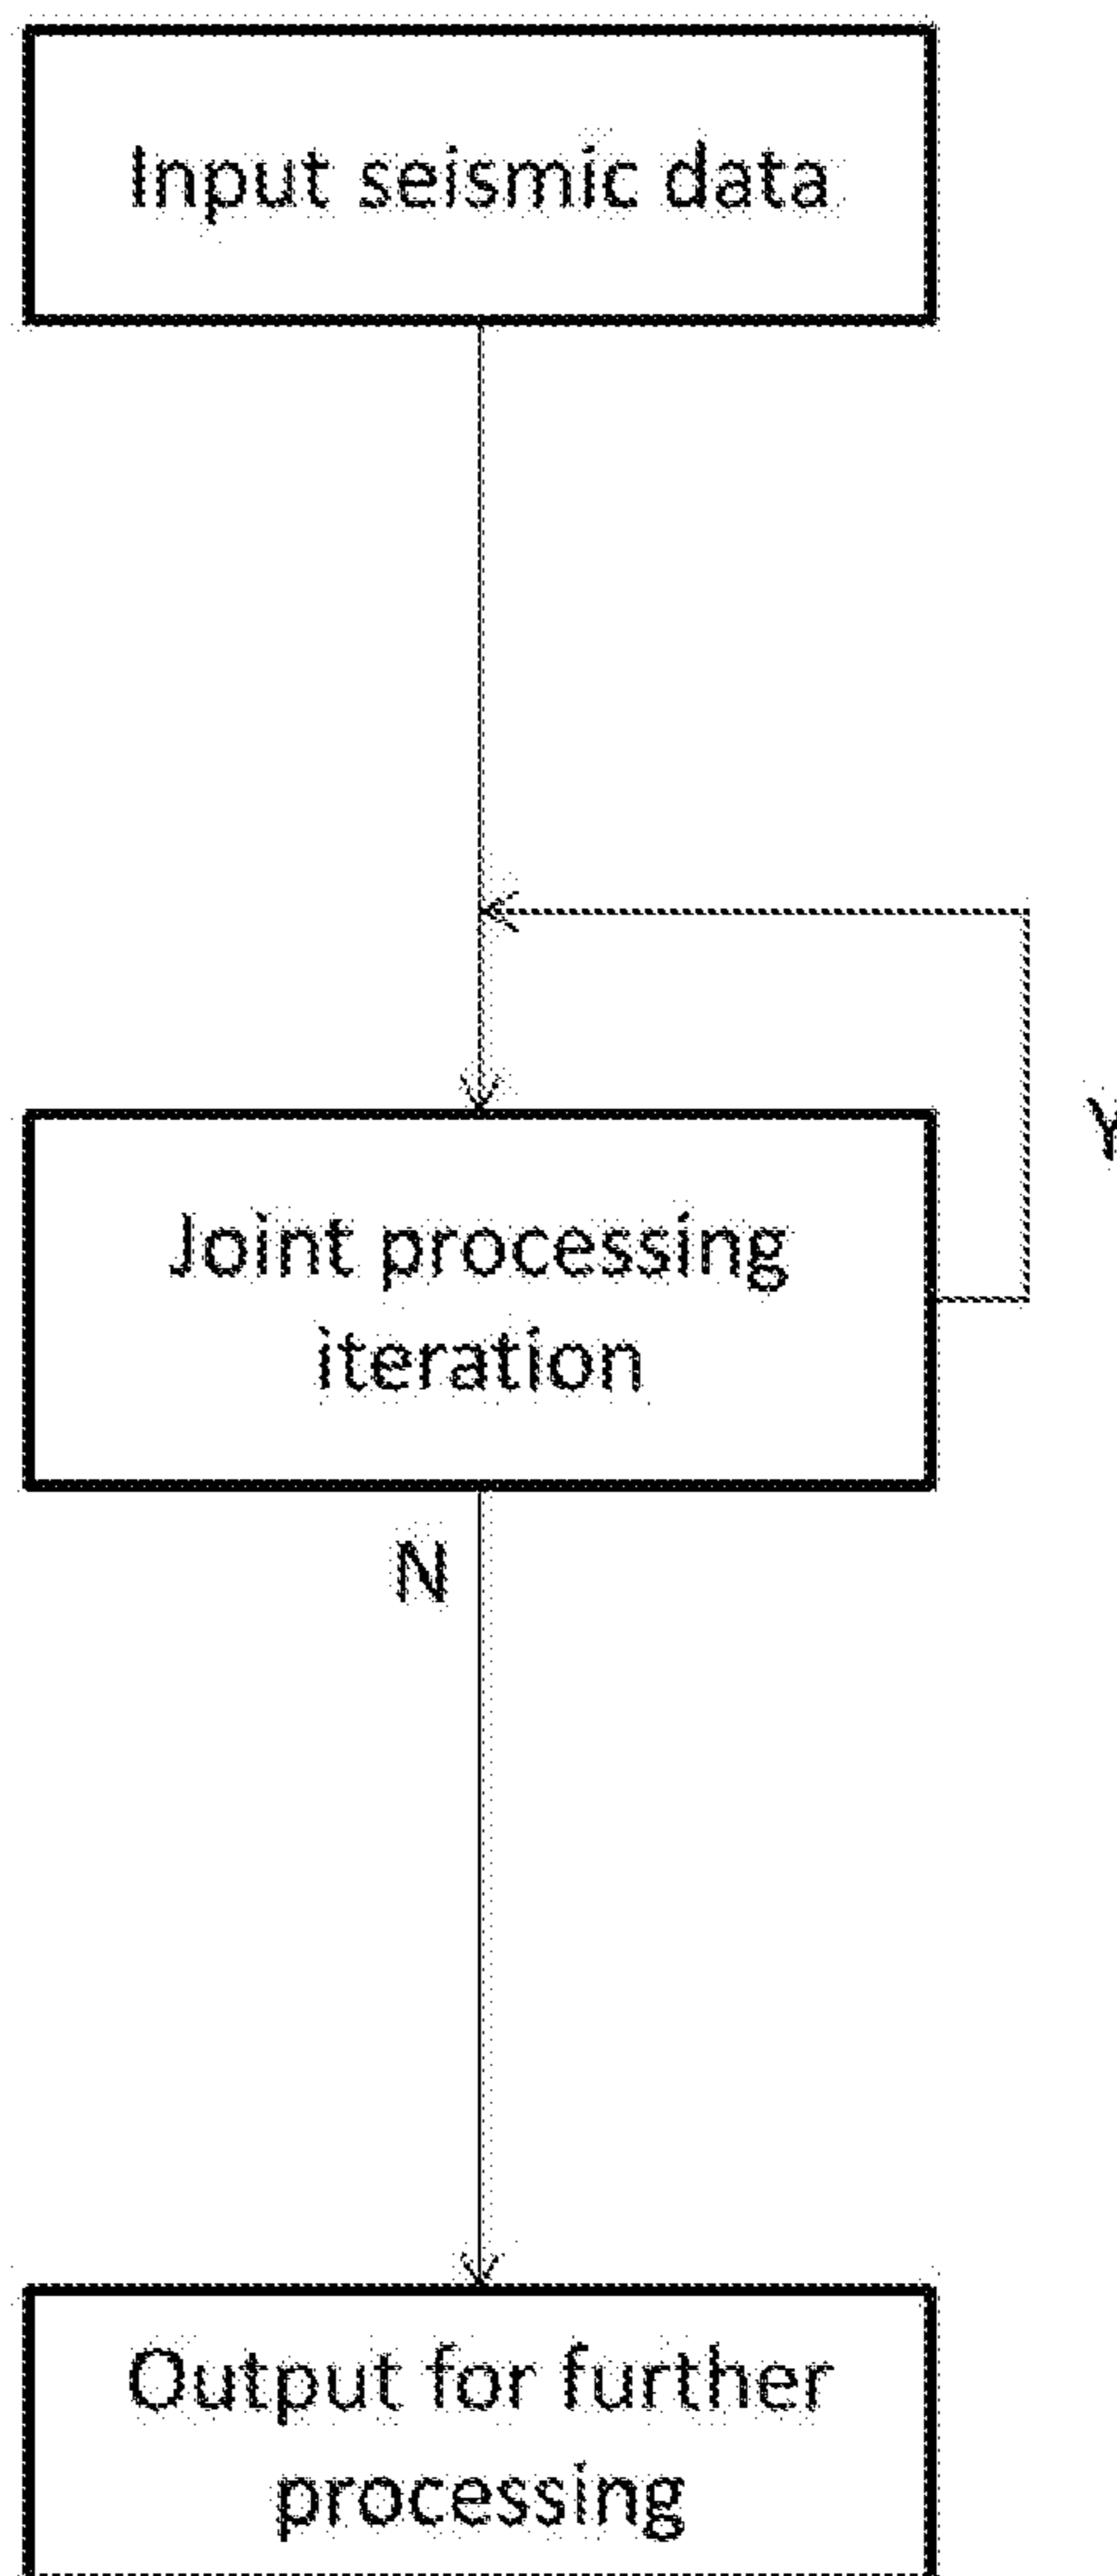 Input seismic data
Y
Joint processing
iteration
N
Output for further
processing